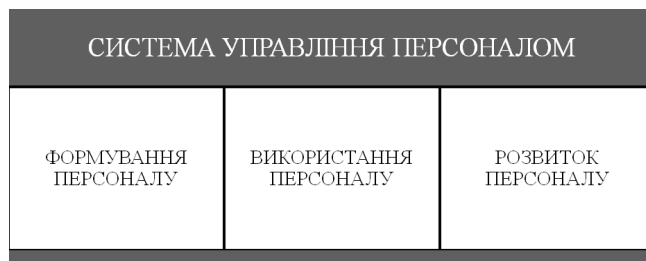 СИСТЕМА УПРАВЛІННЯ ПЕРСОНАЛОМ
ФОРМУВАННЯ
ПЕРСОНАЛУ
ВИКОРИСТАННЯ
ПЕРСОНАЛУ
РОЗВИТОК
ПЕРСОНАЛУ